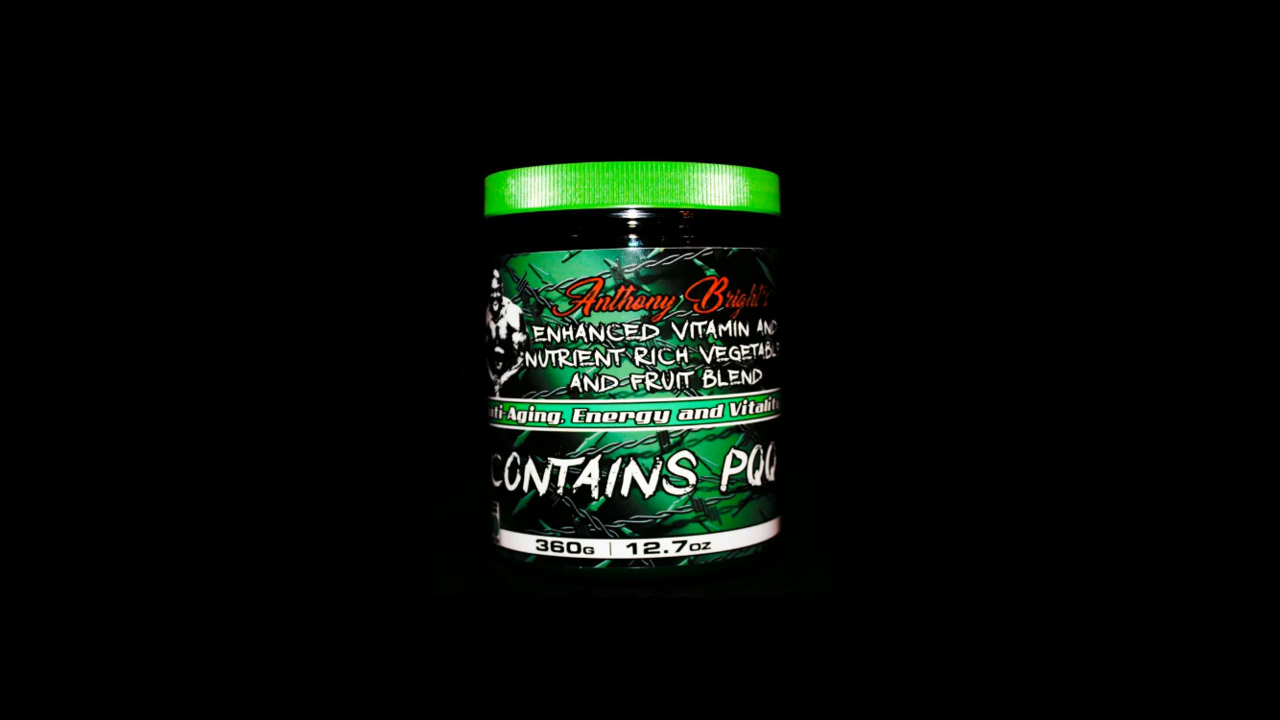 Anthony Bright's
ENHANCED VITAMIN AND
NUTRIENT RICH VEGETABLE
AND FRUIT BLEND
nti-Aging, Energy and Vitality
CONTAINS PQQ
360G | 12.7OZ